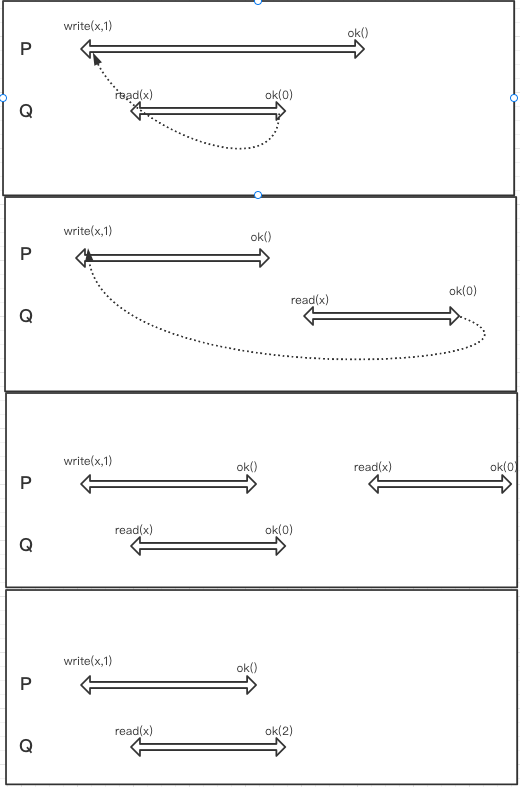 write(x,1)
ok()
P
read(x)
ok(0)
Q
write(x,1)
ok()
P
ok(0)
read(x)
Q
write(x,1)
ok()
read(x)
ok(0)
P
read(x)
ok(0)
Q
write(x,1)
ok()
P
read(x)
ok(2)
Q